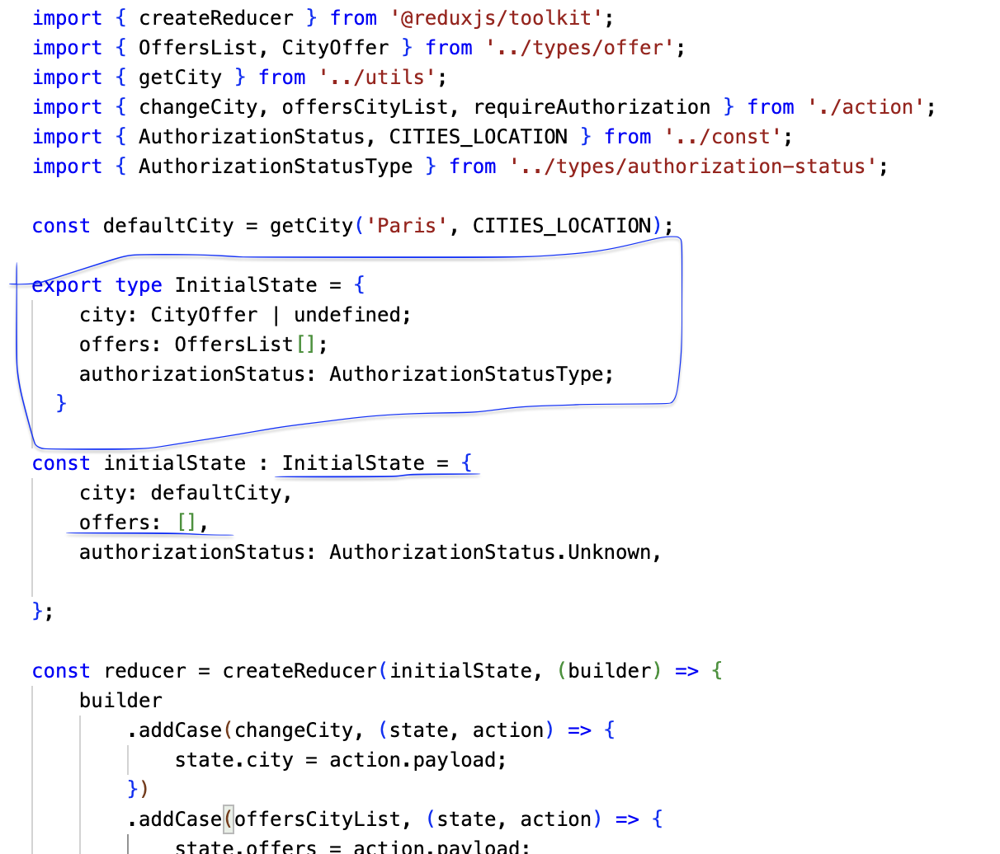 import { createReducer } from '@reduxjs/toolkit';
import { OffersList, CityOffer } from '../types/offer';
import { getCity } from '../utils';
import { changeCity, offersCityList, requireAuthorization } from './action';
import { AuthorizationStatus, CITIES_LOCATION } from '../const';
import { AuthorizationStatusType } from '../types/authorization-status';
const defaultCity = getCity('Paris', CITIES_LOCATION);
export type InitialState = {
city: CityOffer | undefined;
offers: OffersList[];
authorizationStatus: AuthorizationStatusType;
}
const initialState : InitialState = {
city: defaultCity,
offers: [],
authorizationStatus: AuthorizationStatus.Unknown,
};
const reducer = createReducer(initialState, (builder) => {
builder
.addCase(changeCity, (state, action) => {
state.city = action.payload;
})
.addCase(offersCityList, (state, action) => {
state.offers = action.payload;